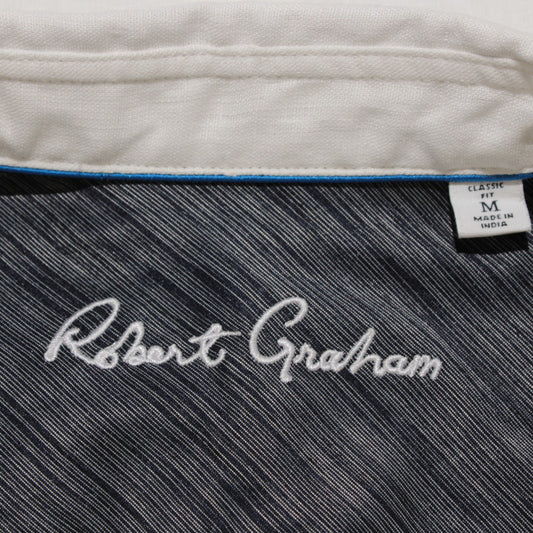 CLASSIC
FIT
M
MADE IN
INDIA
Robert Graham